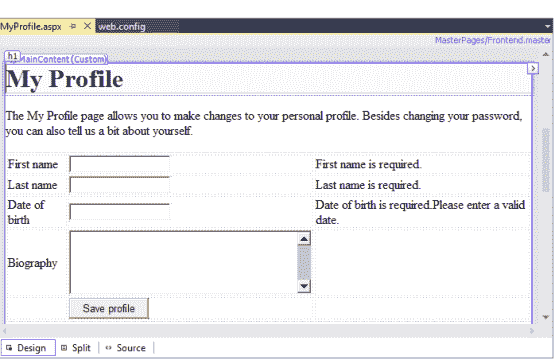 MyProfile.aspx web.config
MasterPages/Frontend.master
h1 MainContent (Custom)
My Profile
The My Profile page allows you to make changes to your personal profile. Besides changing your password,
you can also tell us a bit about yourself.
First name First name is required.
Last name Last name is required.
Date of Date of birth is required.Please enter a valid
birth date.
Biography
Save profile
Design Split Source